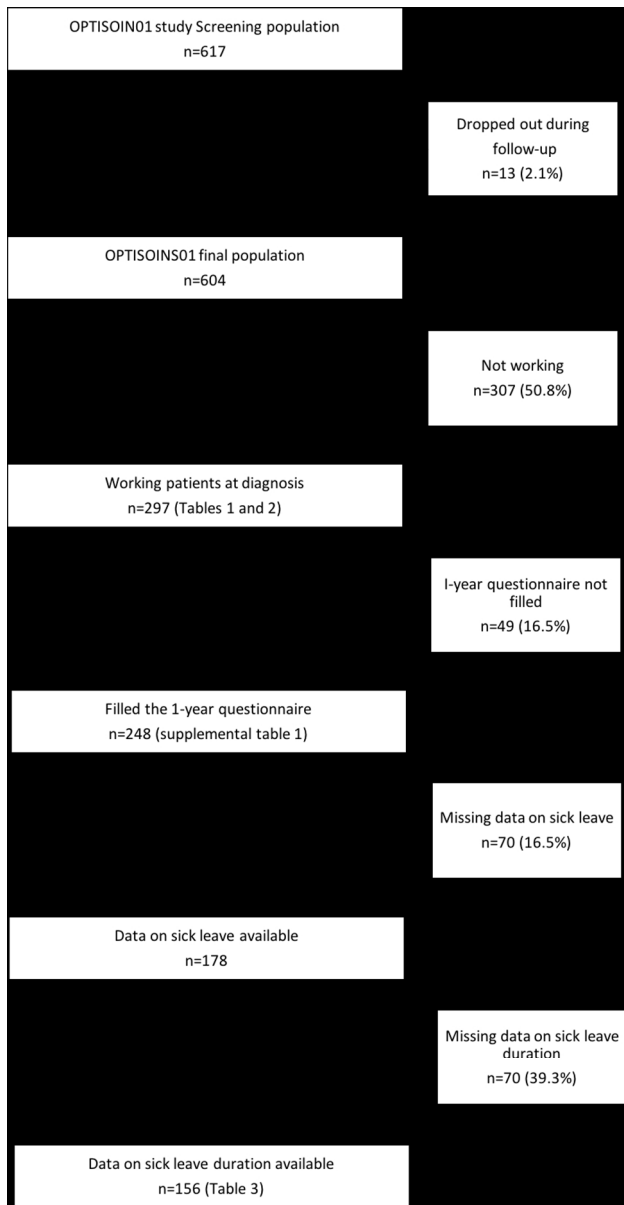 OPTISOIN01 study Screening population
n=617
Dropped out during
follow-up
n=13 (2.1%)
OPTISOINS01 final population
n=604
Not working
n=307 (50.8%)
Working patients at diagnosis
n=297 (Tables 1 and 2)
I-year questionnaire not
filled
n=49 (16.5%)
Filled the 1-year questionnaire
n=248 (supplemental table 1)
Missing data on sick leave
n=70 (16.5%)
Data on sick leave available
n=178
Missing data on sick leave
duration
n=70 (39.3%)
Data on sick leave duration available
n=156 (Table 3)